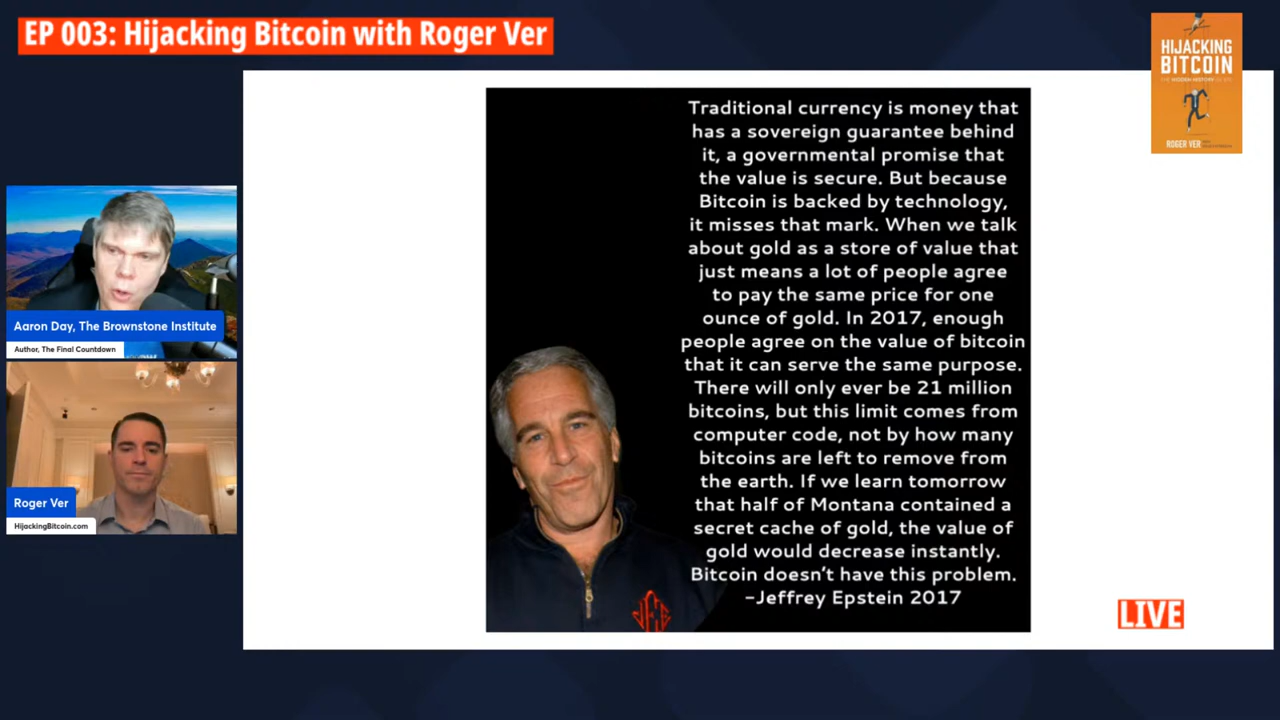 EP 003: Hijacking Bitcoin with Roger Ver
HIJACKING
BITCOIN
ROGER VER
Aaron Day, The Brownstone Institute
Author, The Final Countdown
Roger Ver
HijackingBitcoin.com
Traditional currency is money that
has a sovereign guarantee behind
it, a governmental promise that
the value is secure. But because
Bitcoin is backed by technology,
it misses that mark. When we talk
about gold as a store of value that
just means a lot of people agree
to pay the same price for one
ounce of gold. In 2017, enough
people agree on the value of bitcoin
that it can serve the same purpose.
There will only ever be 21 million
bitcoins, but this limit comes from
computer code, not by how many
bitcoins are left to remove from
the earth. If we learn tomorrow
that half of Montana contained a
secret cache of gold, the value of
gold would decrease instantly.
Bitcoin doesn't have this problem.
-Jeffrey Epstein 2017
LIVE